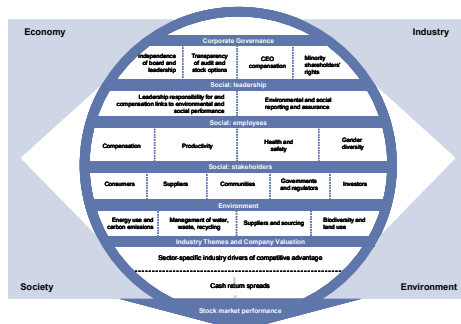 Economy
Industry
Corporate Governance
Independence
of board and
leadership
Transparency
of audit and
stock options
CEO
compensation
Minority
shareholders'
rights
Social: leadership
Leadership responsibility for and
compensation links to environmental and
social performance
Environmental and social
reporting and assurance
Social: employees
Compensation
Productivity
Health and
safety
Gender
diversity
Social: stakeholders
Consumers
Suppliers
Communities
Governments
and regulators
Investors
Environment
Energy use and
carbon emissions
Management of water,
waste, recycling
Suppliers and sourcing
Biodiversity and
land use
Industry Themes and Company Valuation
Sector-specific industry drivers of competitive advantage
Cash return spreads
Society
Environment
Stock market performance